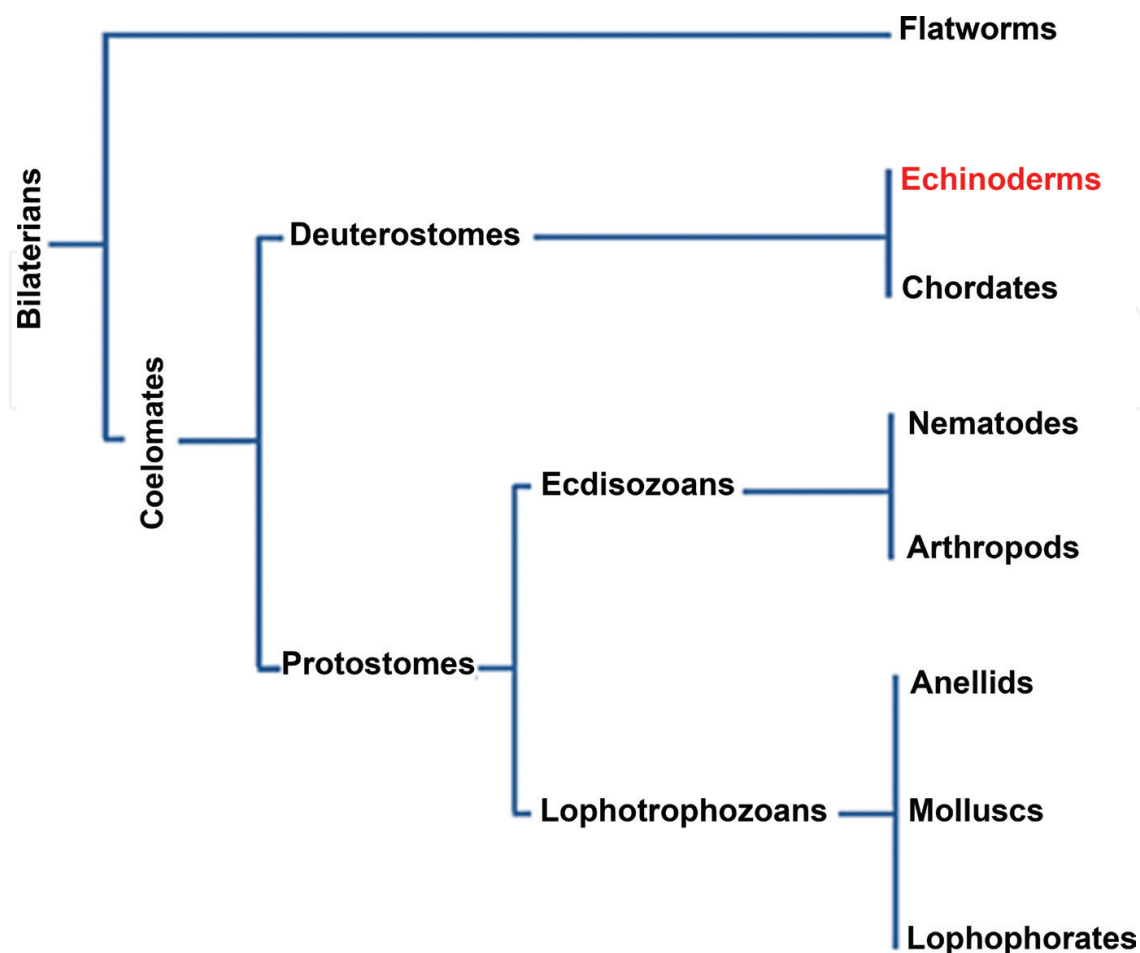 Flatworms
Echinoderms
Bilaterians
Deuterostomes
Chordates
Coelomates
Nematodes
Ecdisozoans
Arthropods
Protostomes
Anellids
Lophotrophozoans
Molluscs
Lophophorates